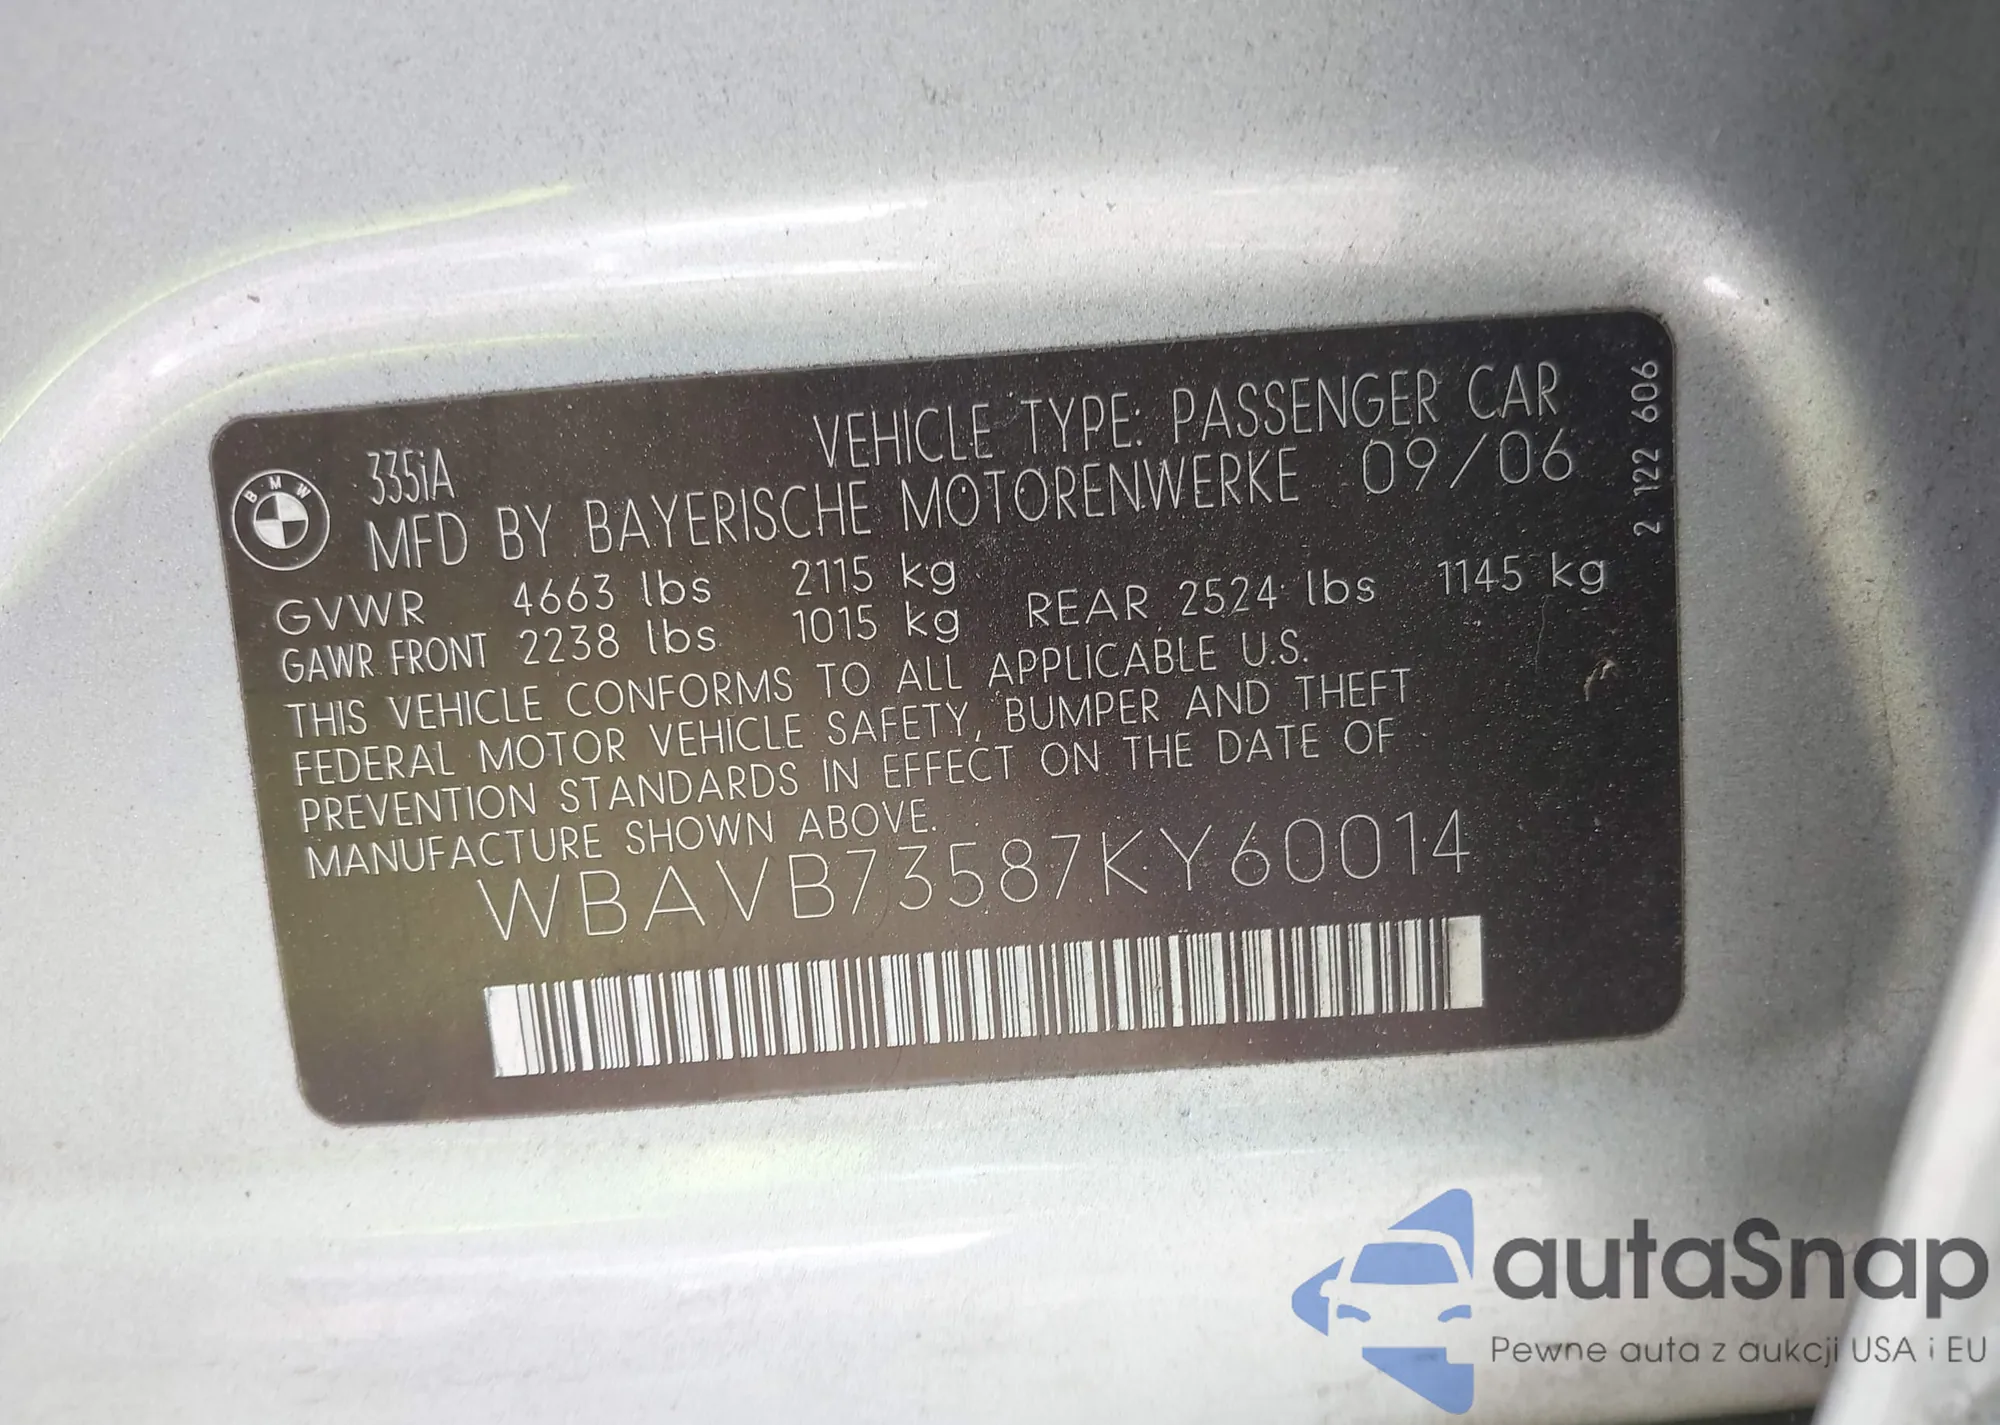 VEHICLE TYPE: PASSENGER CAR
335iA
BMW
MFD BY BAYERISCHE MOTORENWERKE 09/06
2 122 606
GVWR 4663 lbs 2115 kg
GAWR FRONT 2238 lbs 1015 kg REAR 2524 lbs 1145 kg
THIS VEHICLE CONFORMS TO ALL APPLICABLE U.S.
FEDERAL MOTOR VEHICLE SAFETY, BUMPER AND THEFT
PREVENTION STANDARDS IN EFFECT ON THE DATE OF
MANUFACTURE SHOWN ABOVE.
WBAVB73587KY60014
autaSnap
Pewne auta z aukcji USA i EU